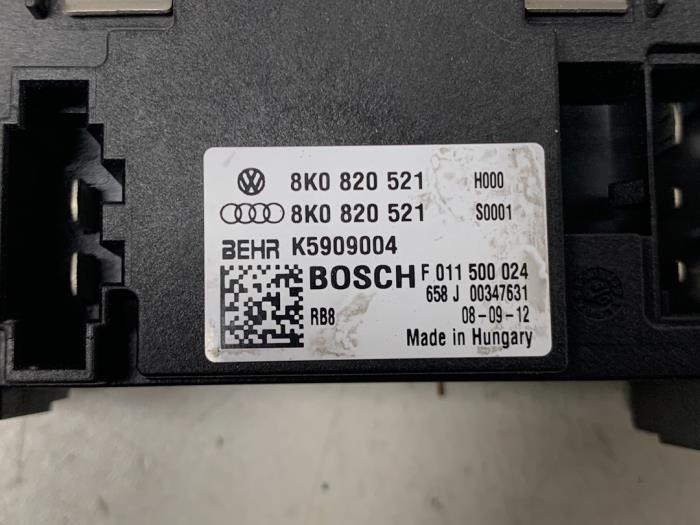 8K0 820 521 H000
8K0 820 521 S0001
BEHR K5909004
BOSCH F 011 500 024
658 J 00347631
RB8 08-09-12
Made in Hungary